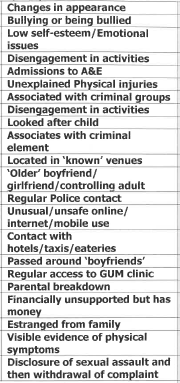 Changes in appearance
Bullying or being bullied
Low self-esteem/Emotional
issues
Disengagement in activities
Admissions to A&E
Unexplained Physical injuries
Associated with criminal groups
Disengagement in activities
Looked after child
Associates with criminal
element
Located in ‘known’ venues
‘Older’ boyfriend/
girlfriend/controlling adult
Regular Police contact
Unusual/unsafe online/
internet/mobile use
Contact with
hotels/taxis/eateries
Passed around ‘boyfriends’
Regular access to GUM clinic
Parental breakdown
Financially unsupported but has
money
Estranged from family
Visible evidence of physical
symptoms
Disclosure of sexual assault and
then withdrawal of complaint